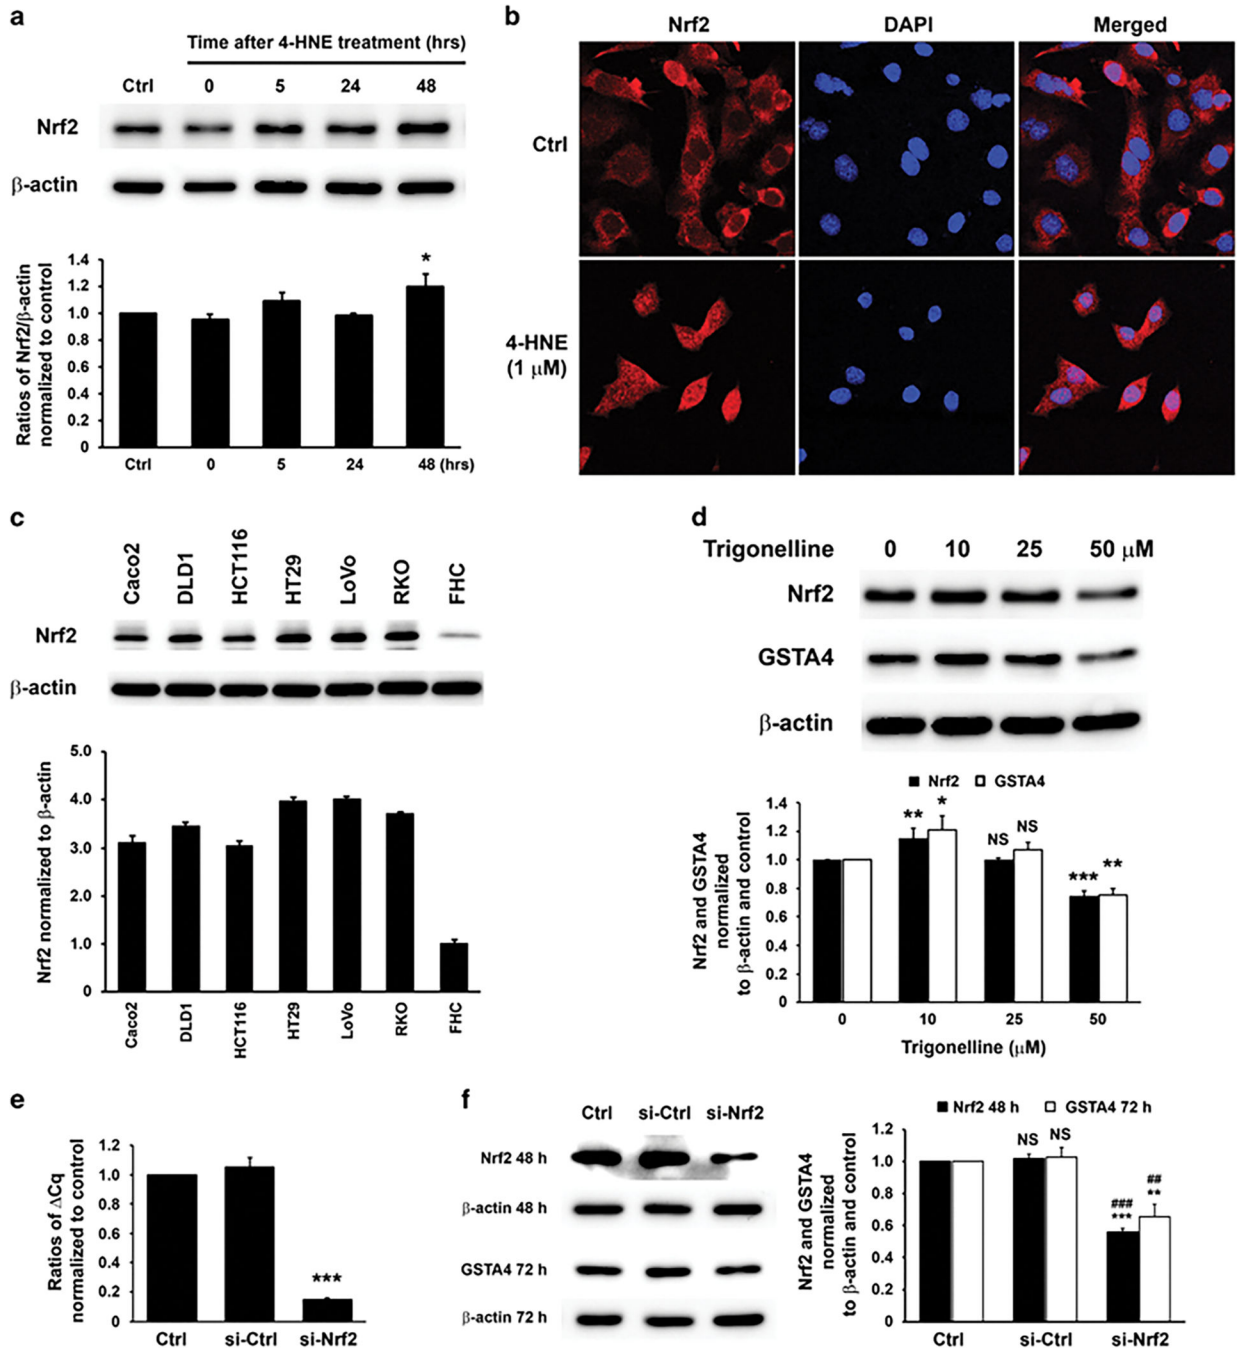 a
Time after 4-HNE treatment (hrs)
Ctrl 0 5 24 48
Nrf2
β-actin
Ratios of Nrf2/β-actin
normalized to control
1.4
1.2
1.0
0.8
0.6
0.4
0.2
0
Ctrl 0 5 24 48 (hrs)
*
b
Nrf2 DAPI Merged
Ctrl
4-HNE
(1 μM)
c
Caco2 DLD1 HCT116 HT29 LoVo RKO FHC
Nrf2
β-actin
Nrf2 normalized to β-actin
5.0
4.0
3.0
2.0
1.0
0
Caco2 DLD1 HCT116 HT29 LoVo RKO FHC
d
Trigonelline 0 10 25 50 μM
Nrf2
GSTA4
β-actin
Nrf2 GSTA4
Nrf2 and GSTA4
normalized
to β-actin and control
1.4
1.2
1.0
0.8
0.6
0.4
0.2
0
** *
NS NS
*** **
0 10 25 50
Trigonelline (μM)
e
Ratios of ΔCq
normalized to control
1.2
1.0
0.8
0.6
0.4
0.2
0
***
Ctrl si-Ctrl si-Nrf2
f
Ctrl si-Ctrl si-Nrf2
Nrf2 48 h
β-actin 48 h
GSTA4 72 h
β-actin 72 h
Nrf2 48 h GSTA4 72 h
Nrf2 and GSTA4
normalized
to β-actin and control
1.2
1.0
0.8
0.6
0.4
0.2
0
NS NS
### ##
*** **
Ctrl si-Ctrl si-Nrf2